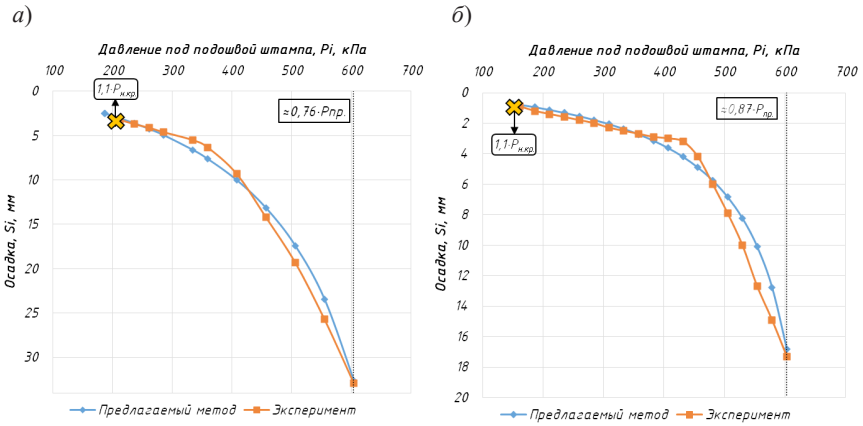 а)
Давление под подошвой штампа, Pi, кПа
100 200 300 400 500 600 700
0
5
10
15
20
25
30
Осадка, Si, мм
1,1·Pн.кр.
≈0,76·Pпр.
Предлагаемый метод
Эксперимент
б)
Давление под подошвой штампа, Pi, кПа
100 200 300 400 500 600 700
0
2
4
6
8
10
12
14
16
18
20
Осадка, Si, мм
1,1·Pн.кр.
≈0,87·Pпр.
Предлагаемый метод
Эксперимент